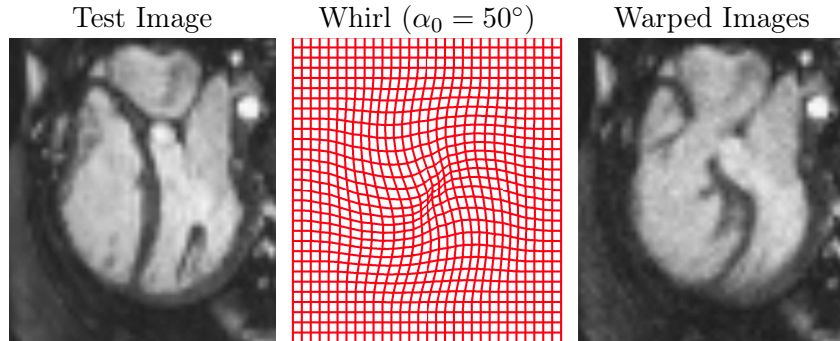 Test Image
Whirl (α₀ = 50°)
Warped Images